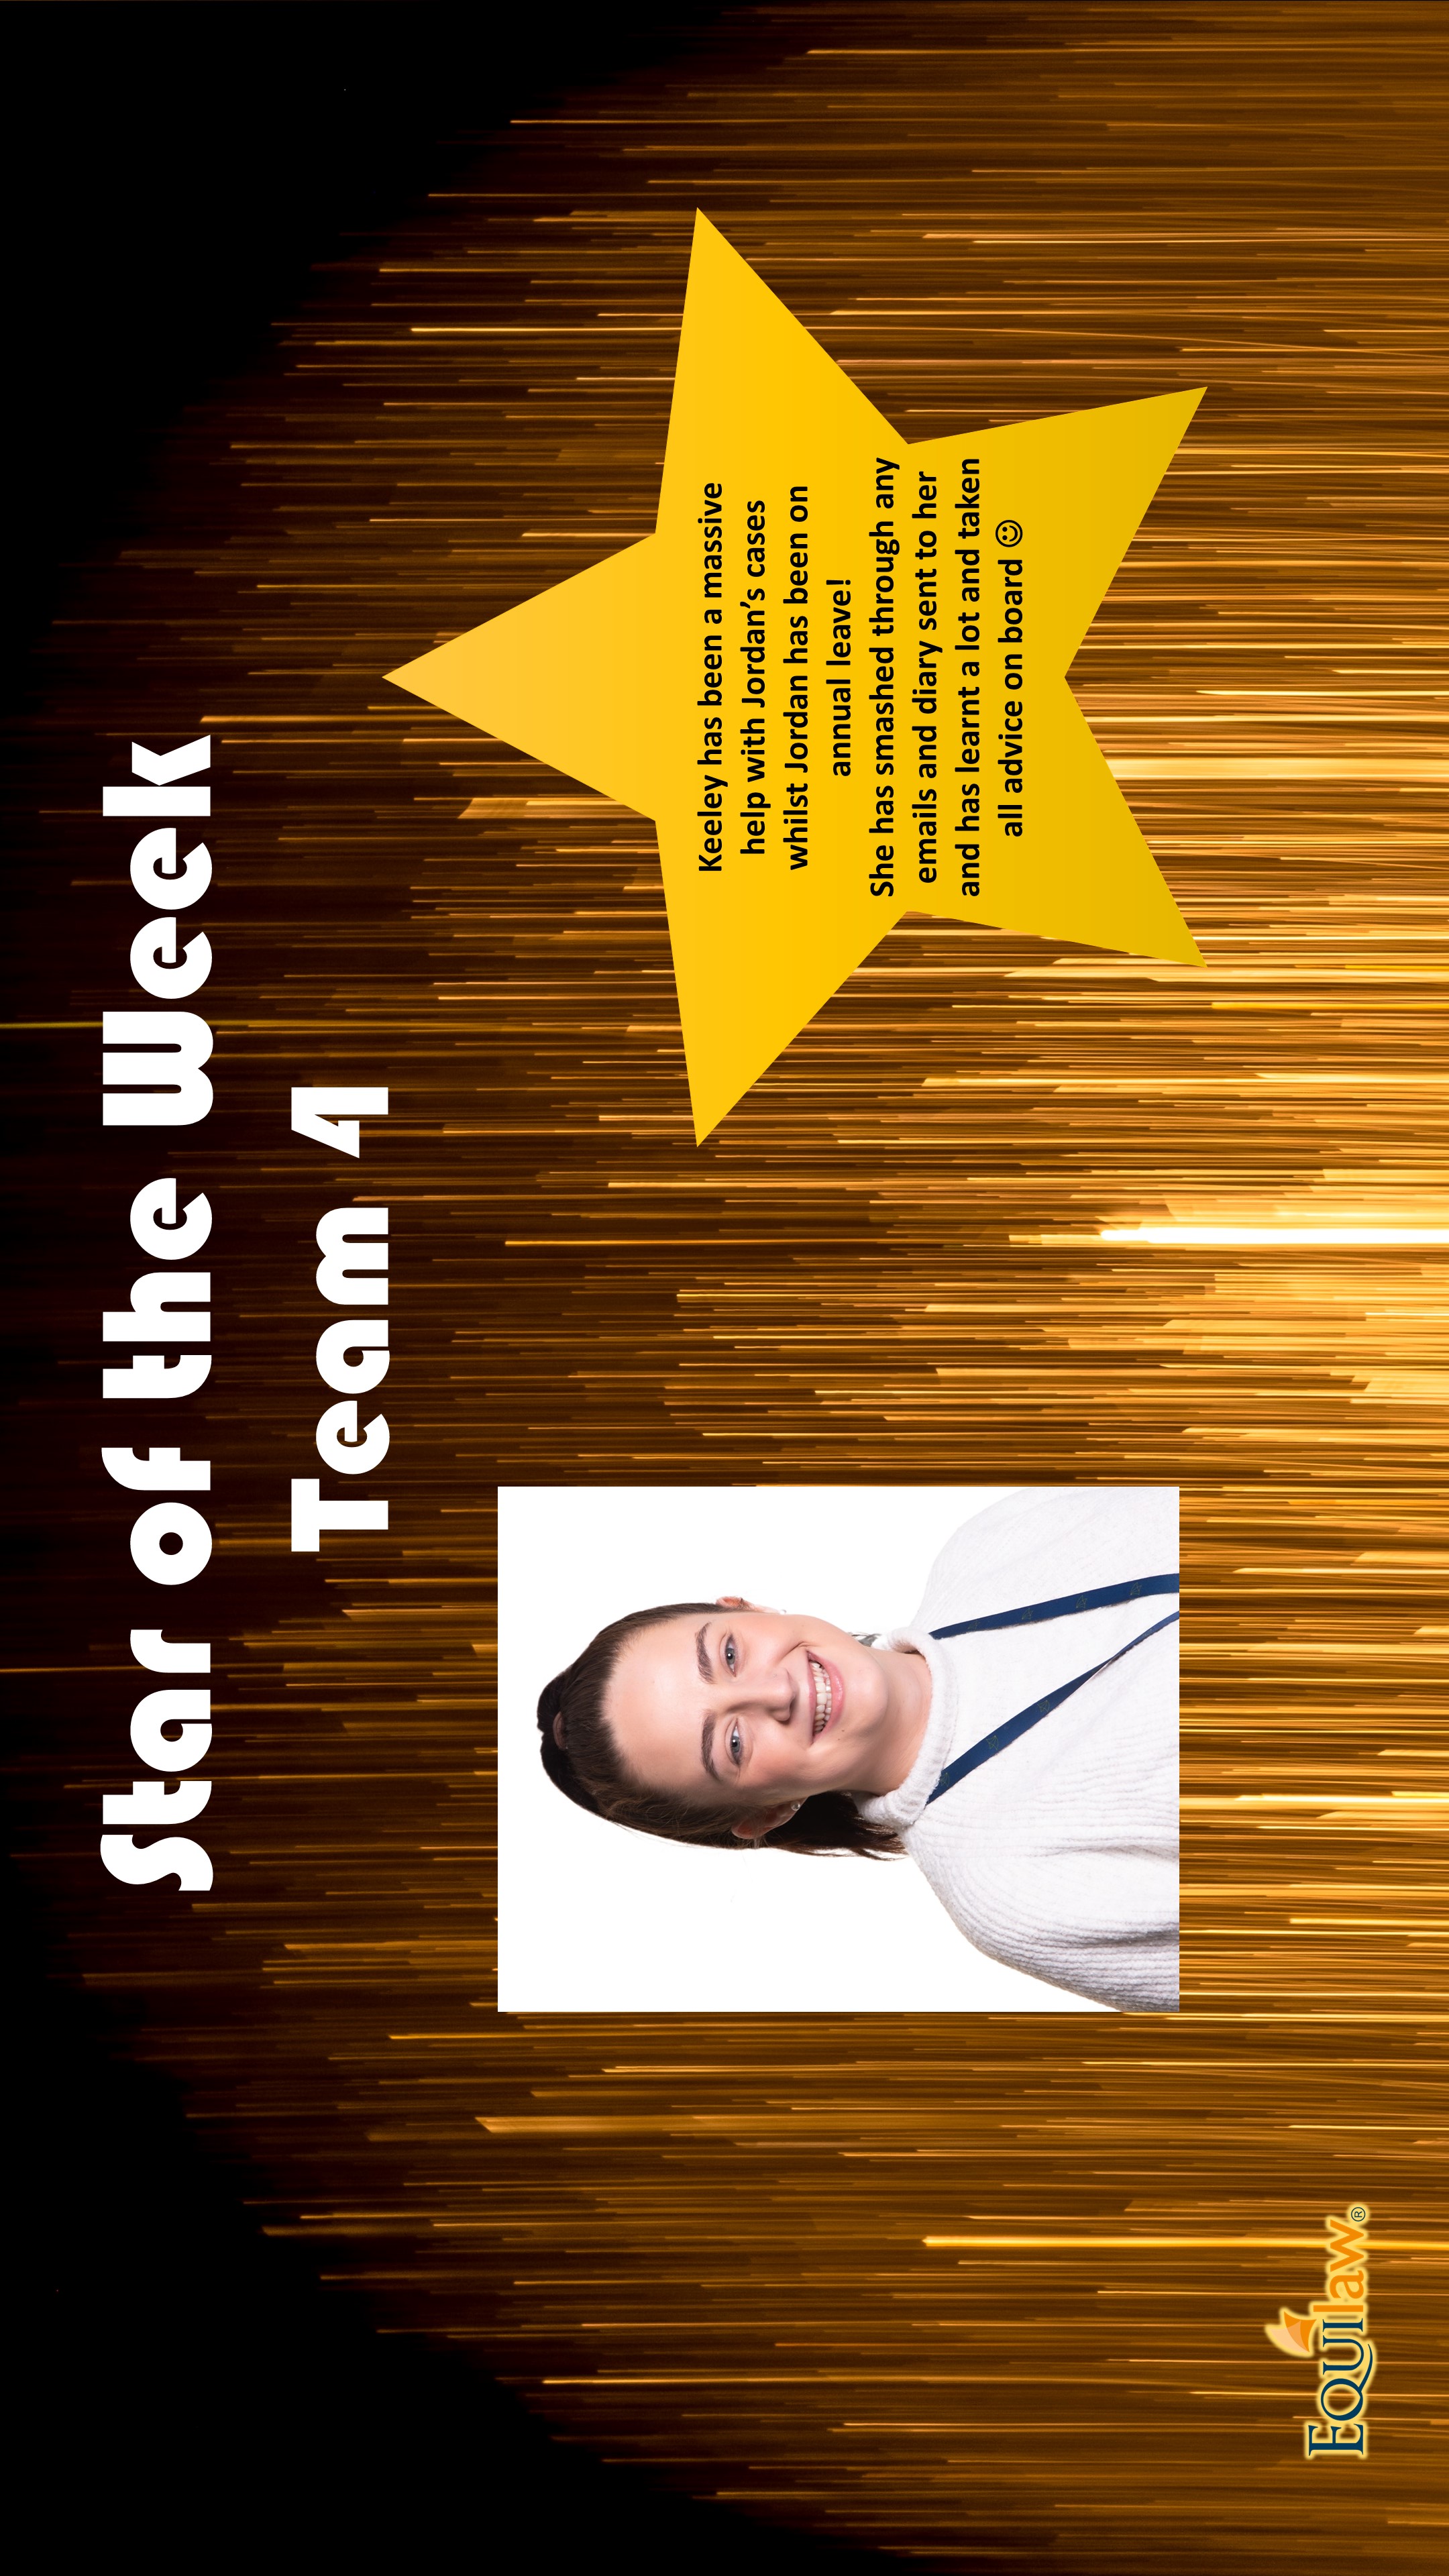 Star of the Week
Team 4
Keeley has been a massive
help with Jordan’s cases
whilst Jordan has been on
annual leave!
She has smashed through any
emails and diary sent to her
and has learnt a lot and taken
all advice on board ☺
EQUIlaw®